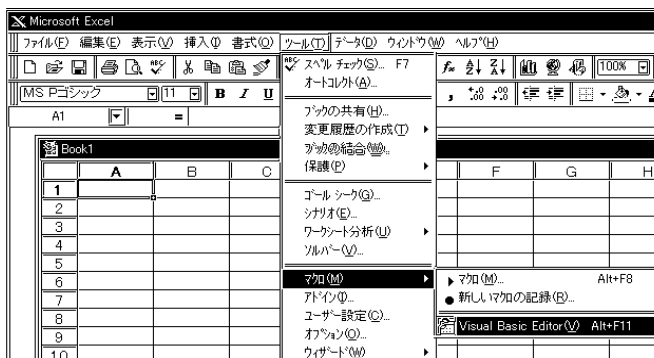 Microsoft Excel
ファイル(F) 編集(E) 表示(V) 挿入(I) 書式(O) ツール(T) データ(D) ウィンドウ(W) ヘルプ(H)
スペル チェック(S)... F7
100%
オートコレクト(A)...
MS Pゴシック 11 B I U
ブックの共有(H)...
A1 =
変更履歴の作成(T)
ブックの結合(W)...
Book1
保護(P)
A B C F G H
1
ゴール シーク(G)...
2
シナリオ(E)...
3
ワークシート分析(U)
4
ソルバー(V)...
5
6
マクロ(M)
マクロ(M)... Alt+F8
7
アドイン(I)...
新しいマクロの記録(R)...
8
ユーザー設定(C)...
Visual Basic Editor(V) Alt+F11
9
オプション(O)...
10
ウィザード(W)